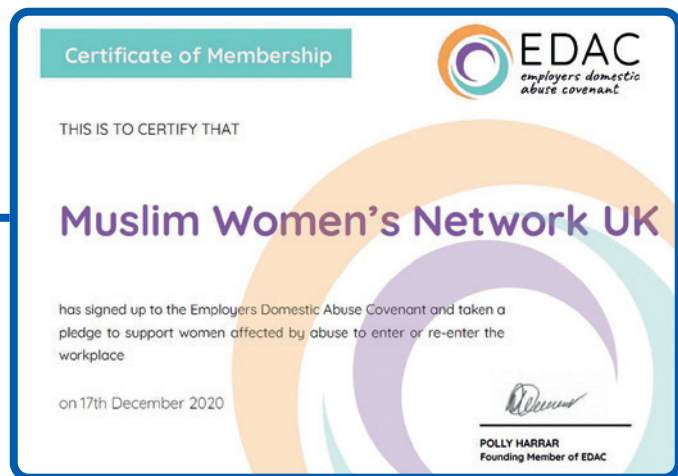 Certificate of Membership
EDAC
employers domestic
abuse covenant
THIS IS TO CERTIFY THAT
Muslim Women's Network UK
has signed up to the Employers Domestic Abuse Covenant and taken a
pledge to support women affected by abuse to enter or re-enter the
workplace
on 17th December 2020
POLLY HARRAR
Founding Member of EDAC